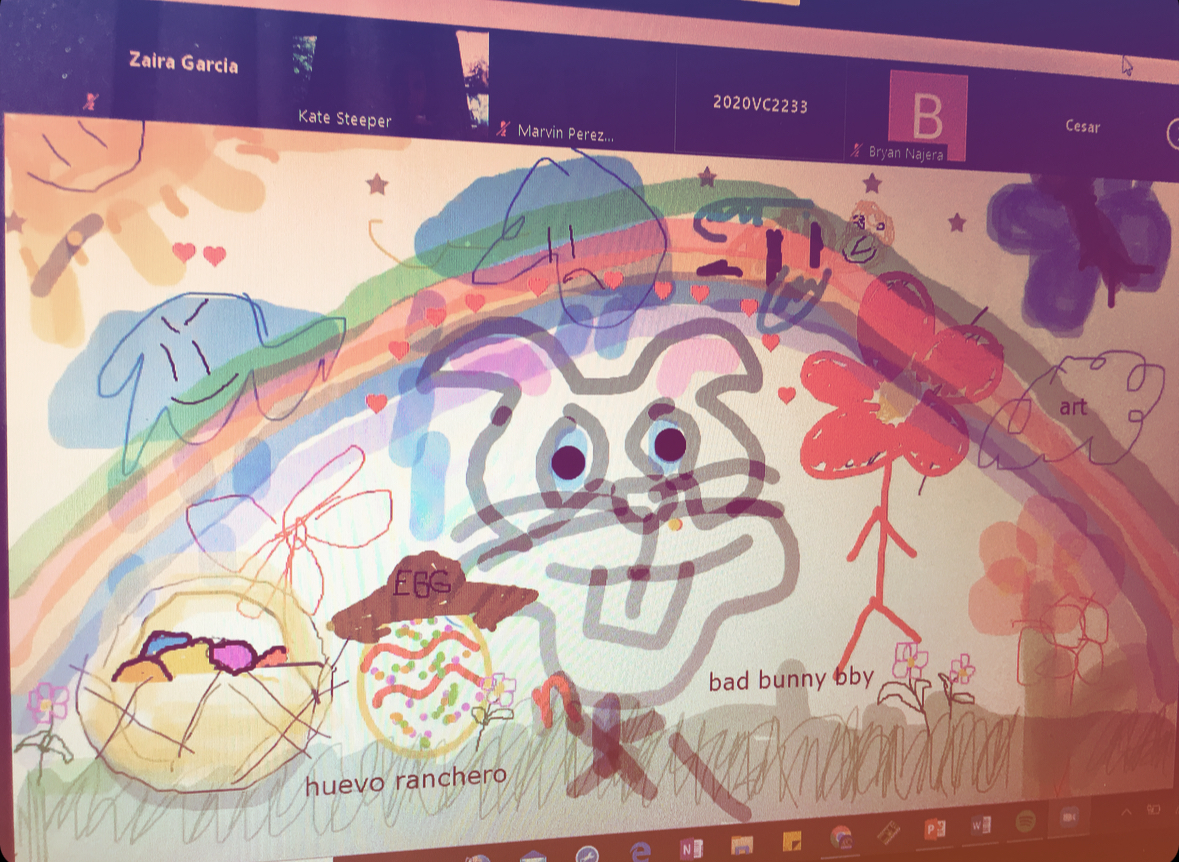 Zaira Garcia
Kate Steeper
Marvin Perez...
2020VC2233
B
Bryan Najera
Cesar
art
EGG
bad bunny bby
huevo ranchero